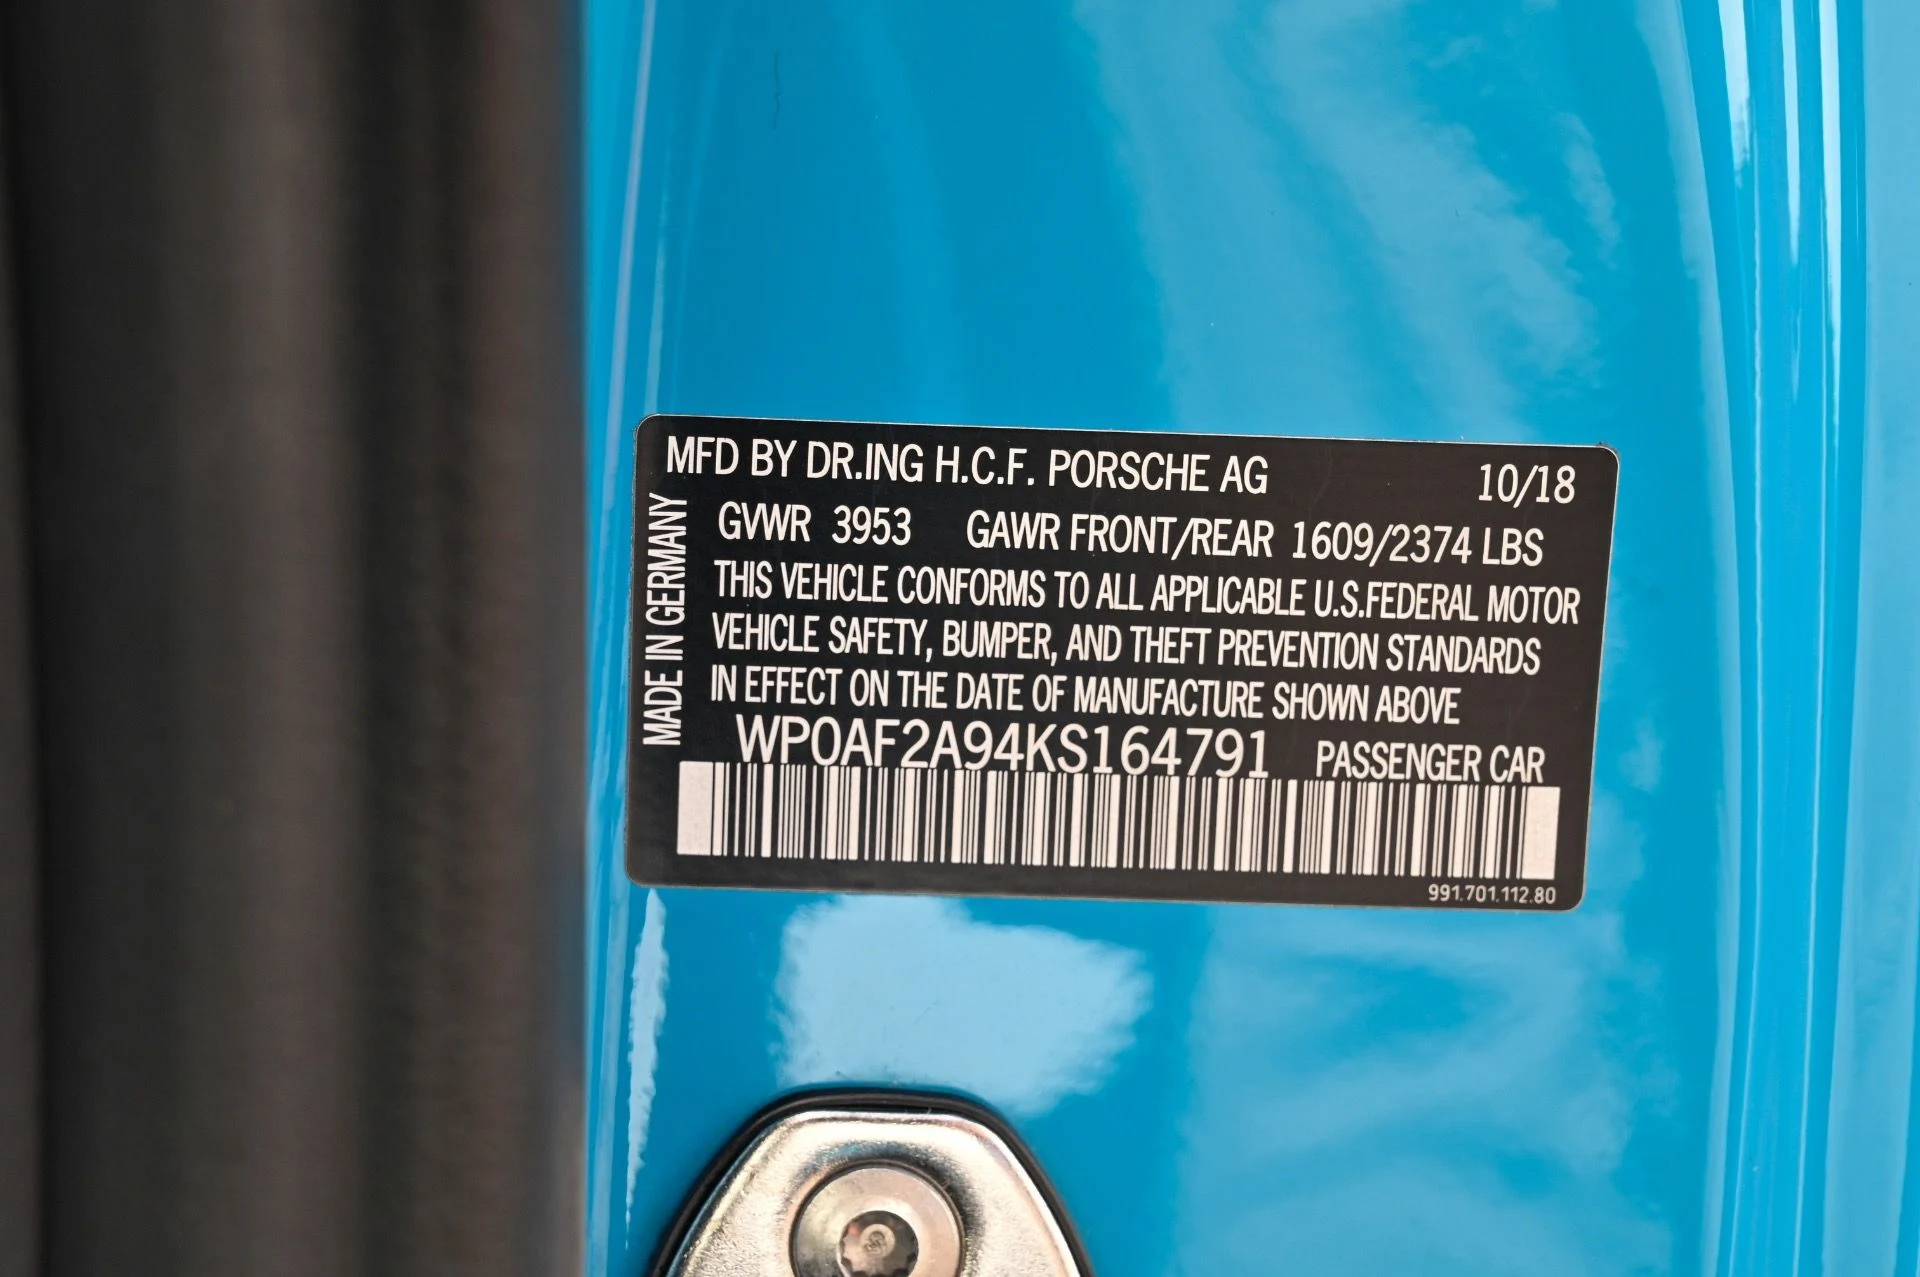 MFD BY DR.ING H.C.F. PORSCHE AG 10/18
GVWR 3953 GAWR FRONT/REAR 1609/2374 LBS
THIS VEHICLE CONFORMS TO ALL APPLICABLE U.S.FEDERAL MOTOR
VEHICLE SAFETY, BUMPER, AND THEFT PREVENTION STANDARDS
IN EFFECT ON THE DATE OF MANUFACTURE SHOWN ABOVE
WP0AF2A94KS164791 PASSENGER CAR
991.701.112.80
MADE IN GERMANY